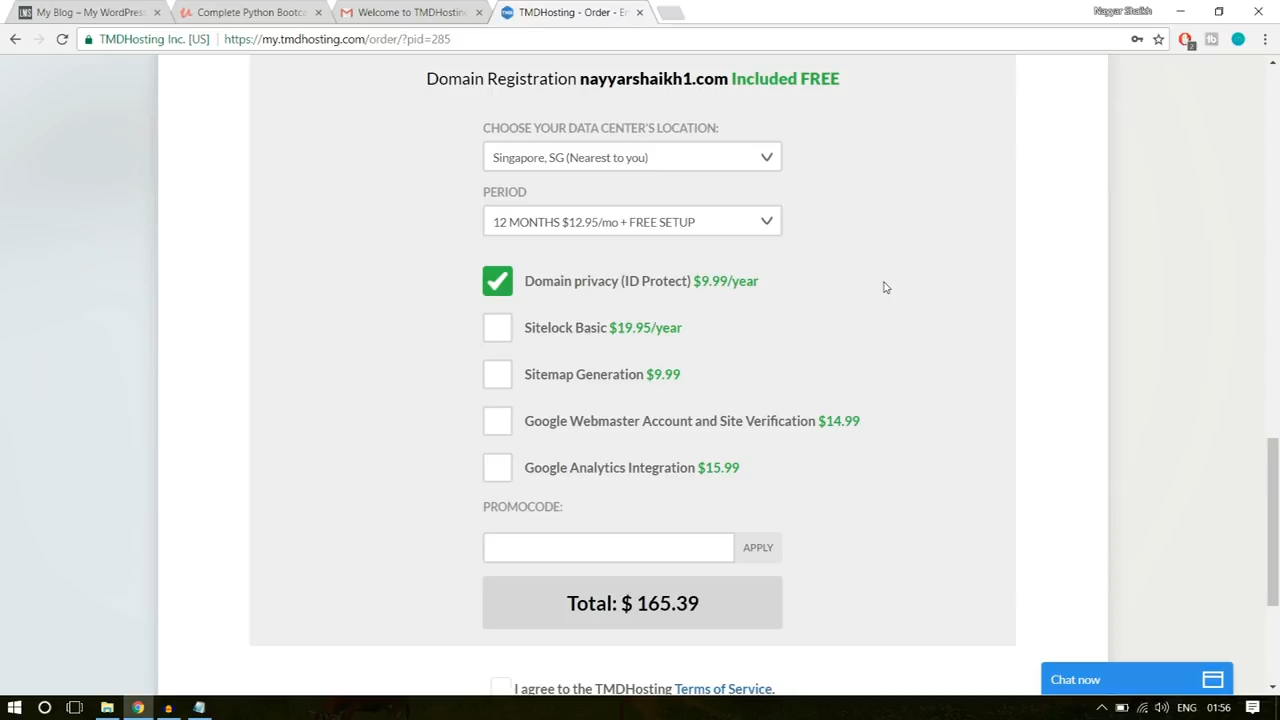 My Blog – My WordPress
Complete Python Bootca
Welcome to TMDHosting
TMDHosting - Order - En
Nayyar Shaikh
TMDHosting Inc. [US]
https://my.tmdhosting.com/order/?pid=285
2
Domain Registration nayyarshaikh1.com Included FREE
CHOOSE YOUR DATA CENTER'S LOCATION:
Singapore, SG (Nearest to you)
PERIOD
12 MONTHS $12.95/mo + FREE SETUP
Domain privacy (ID Protect) $9.99/year
Sitelock Basic $19.95/year
Sitemap Generation $9.99
Google Webmaster Account and Site Verification $14.99
Google Analytics Integration $15.99
PROMOCODE:
APPLY
Total: $ 165.39
I agree to the TMDHosting Terms of Service.
Chat now
ENG
01:56